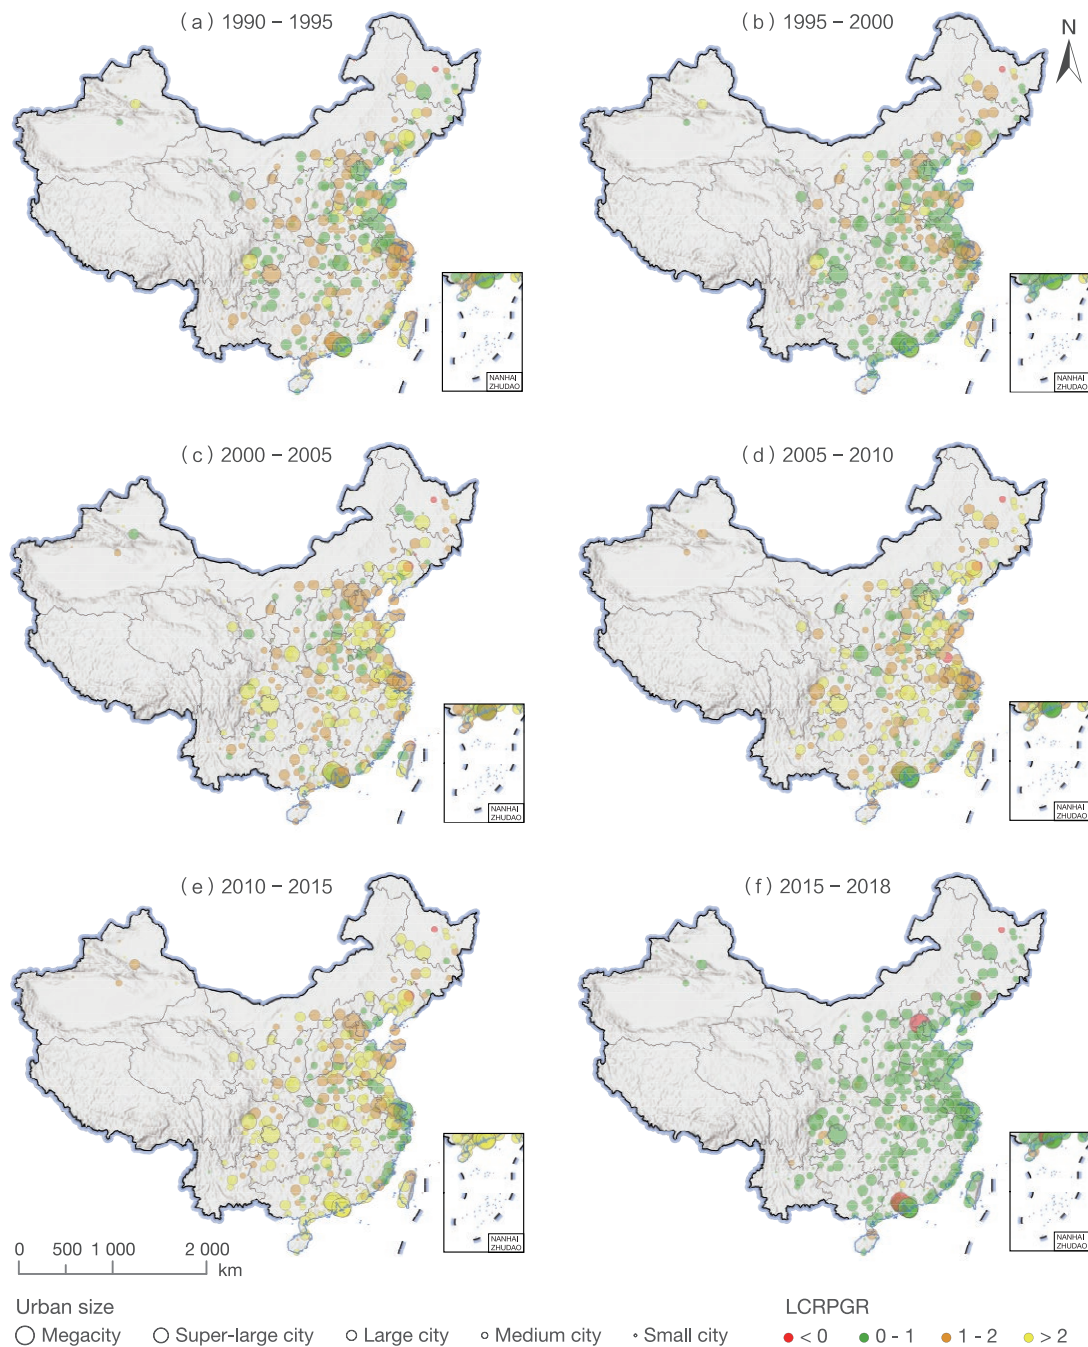 (a) 1990 – 1995
(b) 1995 – 2000
N
NANHAI
ZHUDAO
NANHAI
ZHUDAO
(c) 2000 – 2005
(d) 2005 – 2010
NANHAI
ZHUDAO
NANHAI
ZHUDAO
(e) 2010 – 2015
(f) 2015 – 2018
NANHAI
ZHUDAO
NANHAI
ZHUDAO
0 500 1 000 2 000
km
Urban size
Megacity Super-large city Large city Medium city Small city
LCRPGR
< 0 0 - 1 1 - 2 > 2